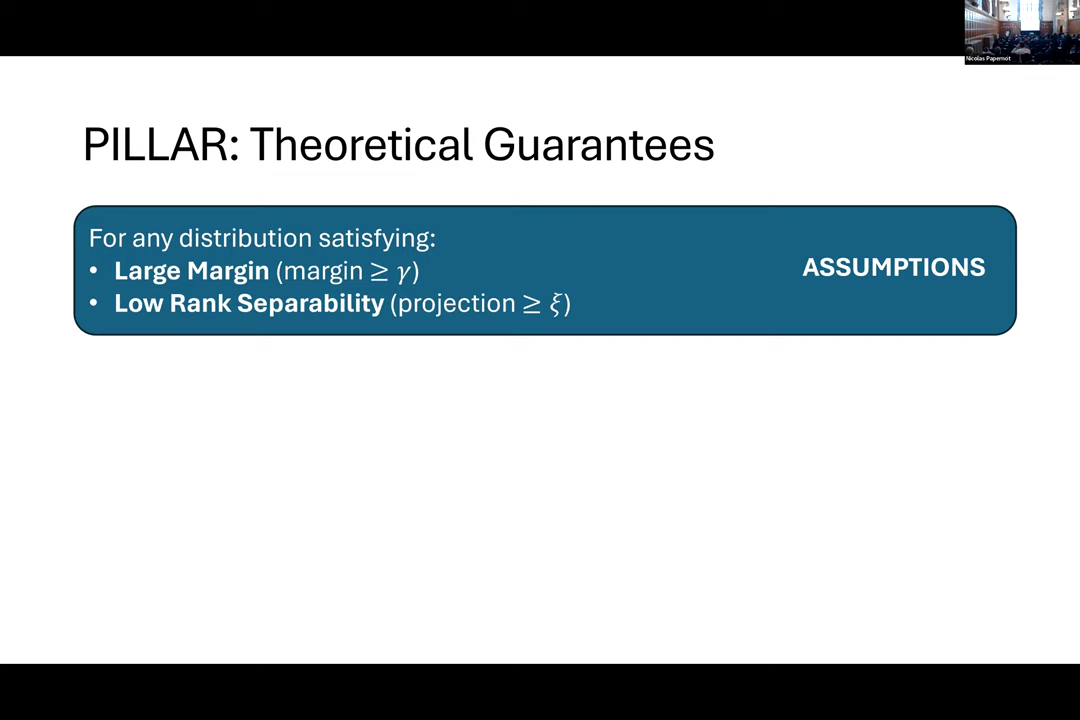 Nicolas Papernot
PILLAR: Theoretical Guarantees
For any distribution satisfying:
• Large Margin (margin ≥ γ)
• Low Rank Separability (projection ≥ ξ)
ASSUMPTIONS